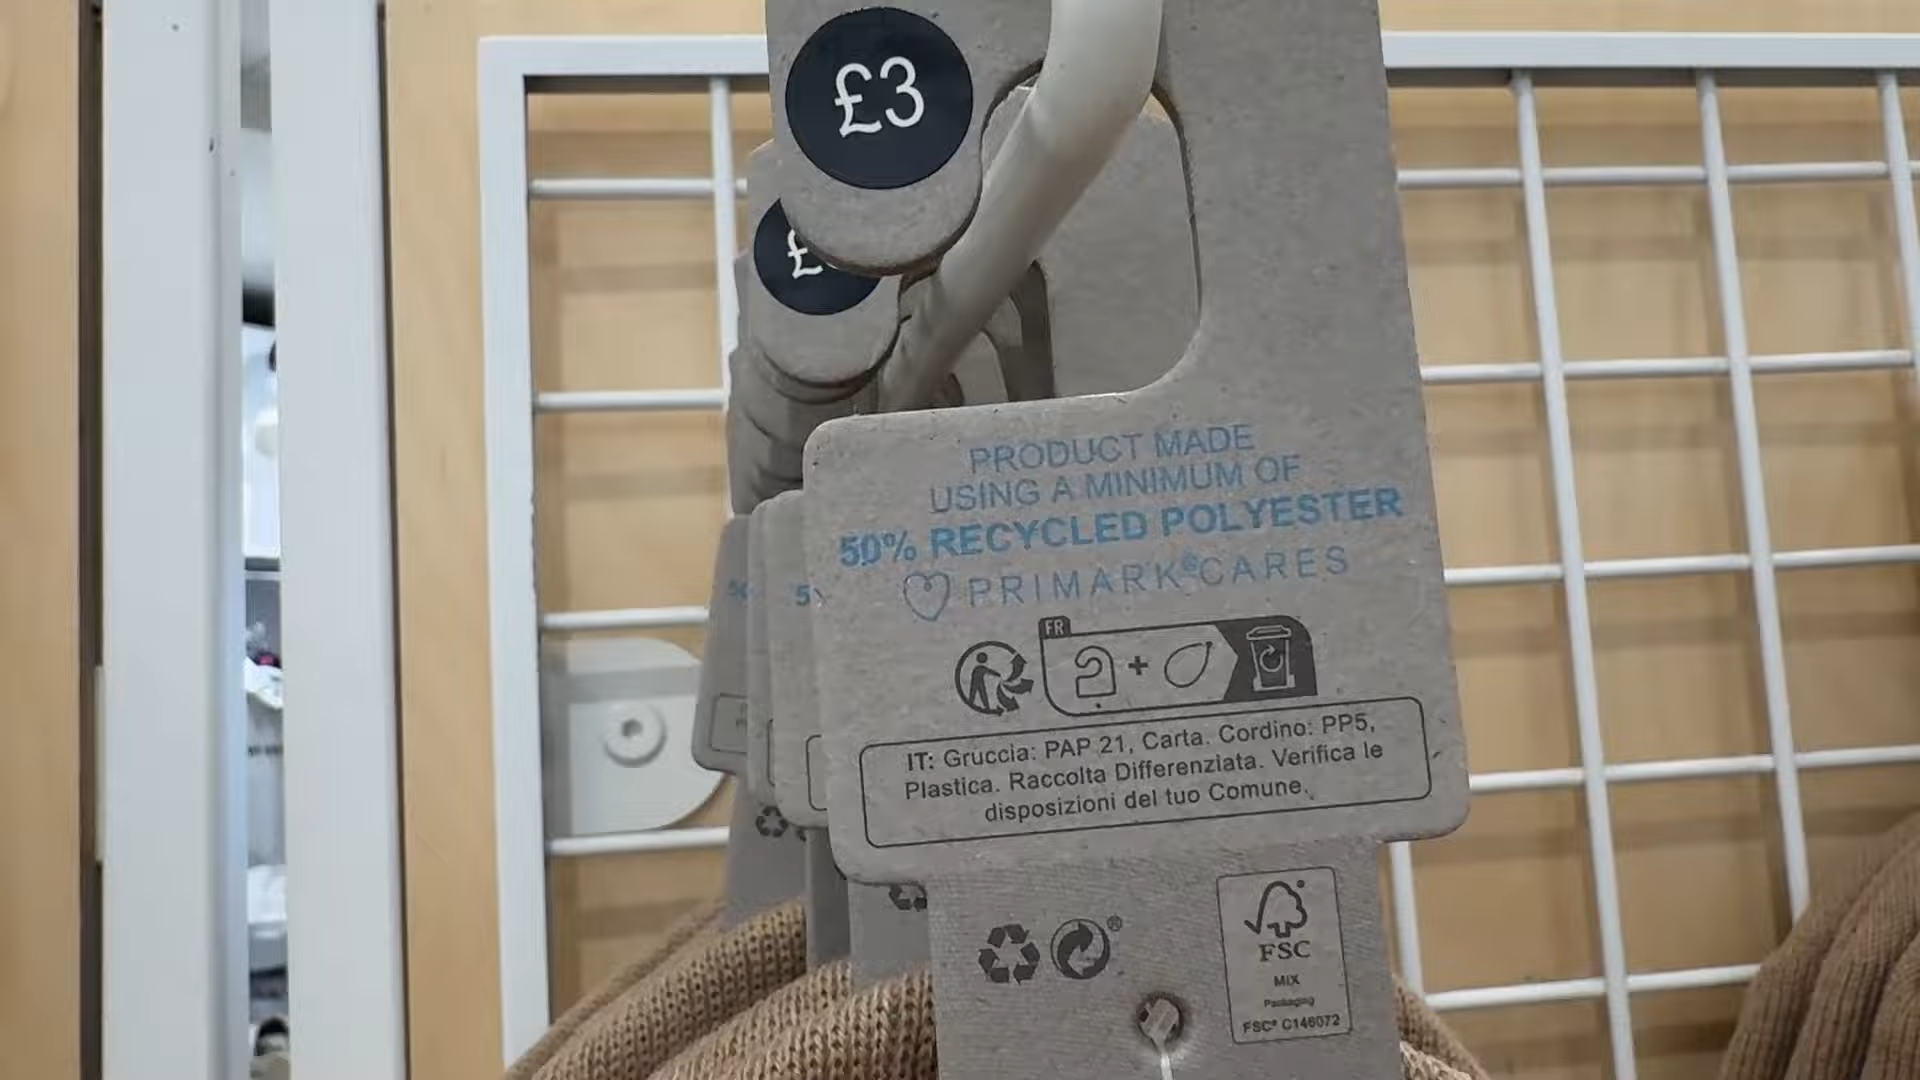 £3
£
PRODUCT MADE
USING A MINIMUM OF
50% RECYCLED POLYESTER
PRIMARK®CARES
FR
IT: Gruccia: PAP 21, Carta. Cordino: PP5,
Plastica. Raccolta Differenziata. Verifica le
disposizioni del tuo Comune.
®
FSC
MIX
Packaging
FSC® C146072